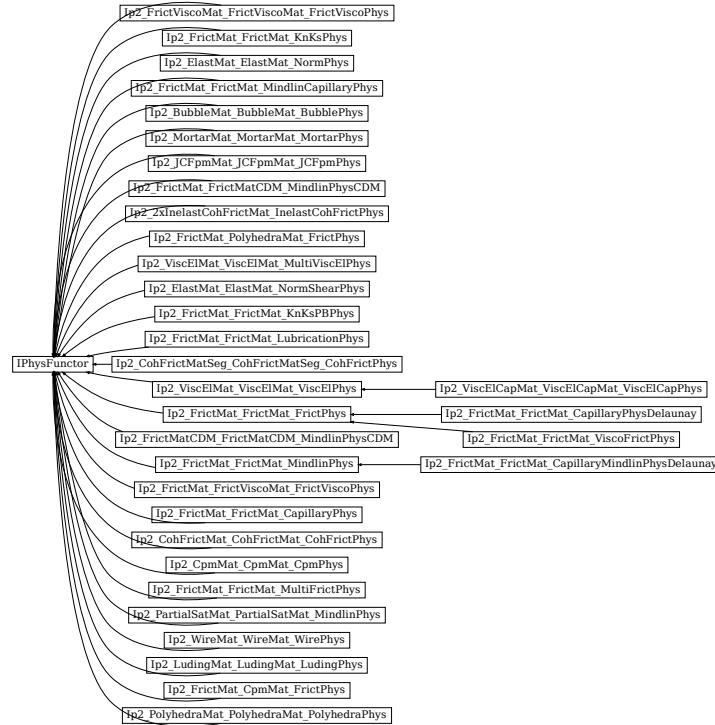 Ip2_FrictViscoMat_FrictViscoMat_FrictViscoPhys
Ip2_FrictMat_FrictMat_KnKsPhys
Ip2_ElastMat_ElastMat_NormPhys
Ip2_FrictMat_FrictMat_MindlinCapillaryPhys
Ip2_BubbleMat_BubbleMat_BubblePhys
Ip2_MortarMat_MortarMat_MortarPhys
Ip2_JCFpmMat_JCFpmMat_JCFpmPhys
Ip2_FrictMat_FrictMatCDM_MindlinPhysCDM
Ip2_2xInelastCohFrictMat_InelastCohFrictPhys
Ip2_FrictMat_PolyhedraMat_FrictPhys
Ip2_ViscElMat_ViscElMat_MultiViscElPhys
Ip2_ElastMat_ElastMat_NormShearPhys
Ip2_FrictMat_FrictMat_KnKsPBPhys
Ip2_FrictMat_FrictMat_LubricationPhys
IPhysFunctor
Ip2_CohFrictMatSeg_CohFrictMatSeg_CohFrictPhys
Ip2_ViscElMat_ViscElMat_ViscElPhys
Ip2_ViscElCapMat_ViscElCapMat_ViscElCapPhys
Ip2_FrictMat_FrictMat_FrictPhys
Ip2_FrictMat_FrictMat_CapillaryPhysDelaunay
Ip2_FrictMatCDM_FrictMatCDM_MindlinPhysCDM
Ip2_FrictMat_FrictMat_ViscoFrictPhys
Ip2_FrictMat_FrictMat_MindlinPhys
Ip2_FrictMat_FrictMat_CapillaryMindlinPhysDelaunay
Ip2_FrictMat_FrictViscoMat_FrictViscoPhys
Ip2_FrictMat_FrictMat_CapillaryPhys
Ip2_CohFrictMat_CohFrictMat_CohFrictPhys
Ip2_CpmMat_CpmMat_CpmPhys
Ip2_FrictMat_FrictMat_MultiFrictPhys
Ip2_PartialSatMat_PartialSatMat_MindlinPhys
Ip2_WireMat_WireMat_WirePhys
Ip2_LudingMat_LudingMat_LudingPhys
Ip2_FrictMat_CpmMat_FrictPhys
Ip2_PolyhedraMat_PolyhedraMat_PolyhedraPhys